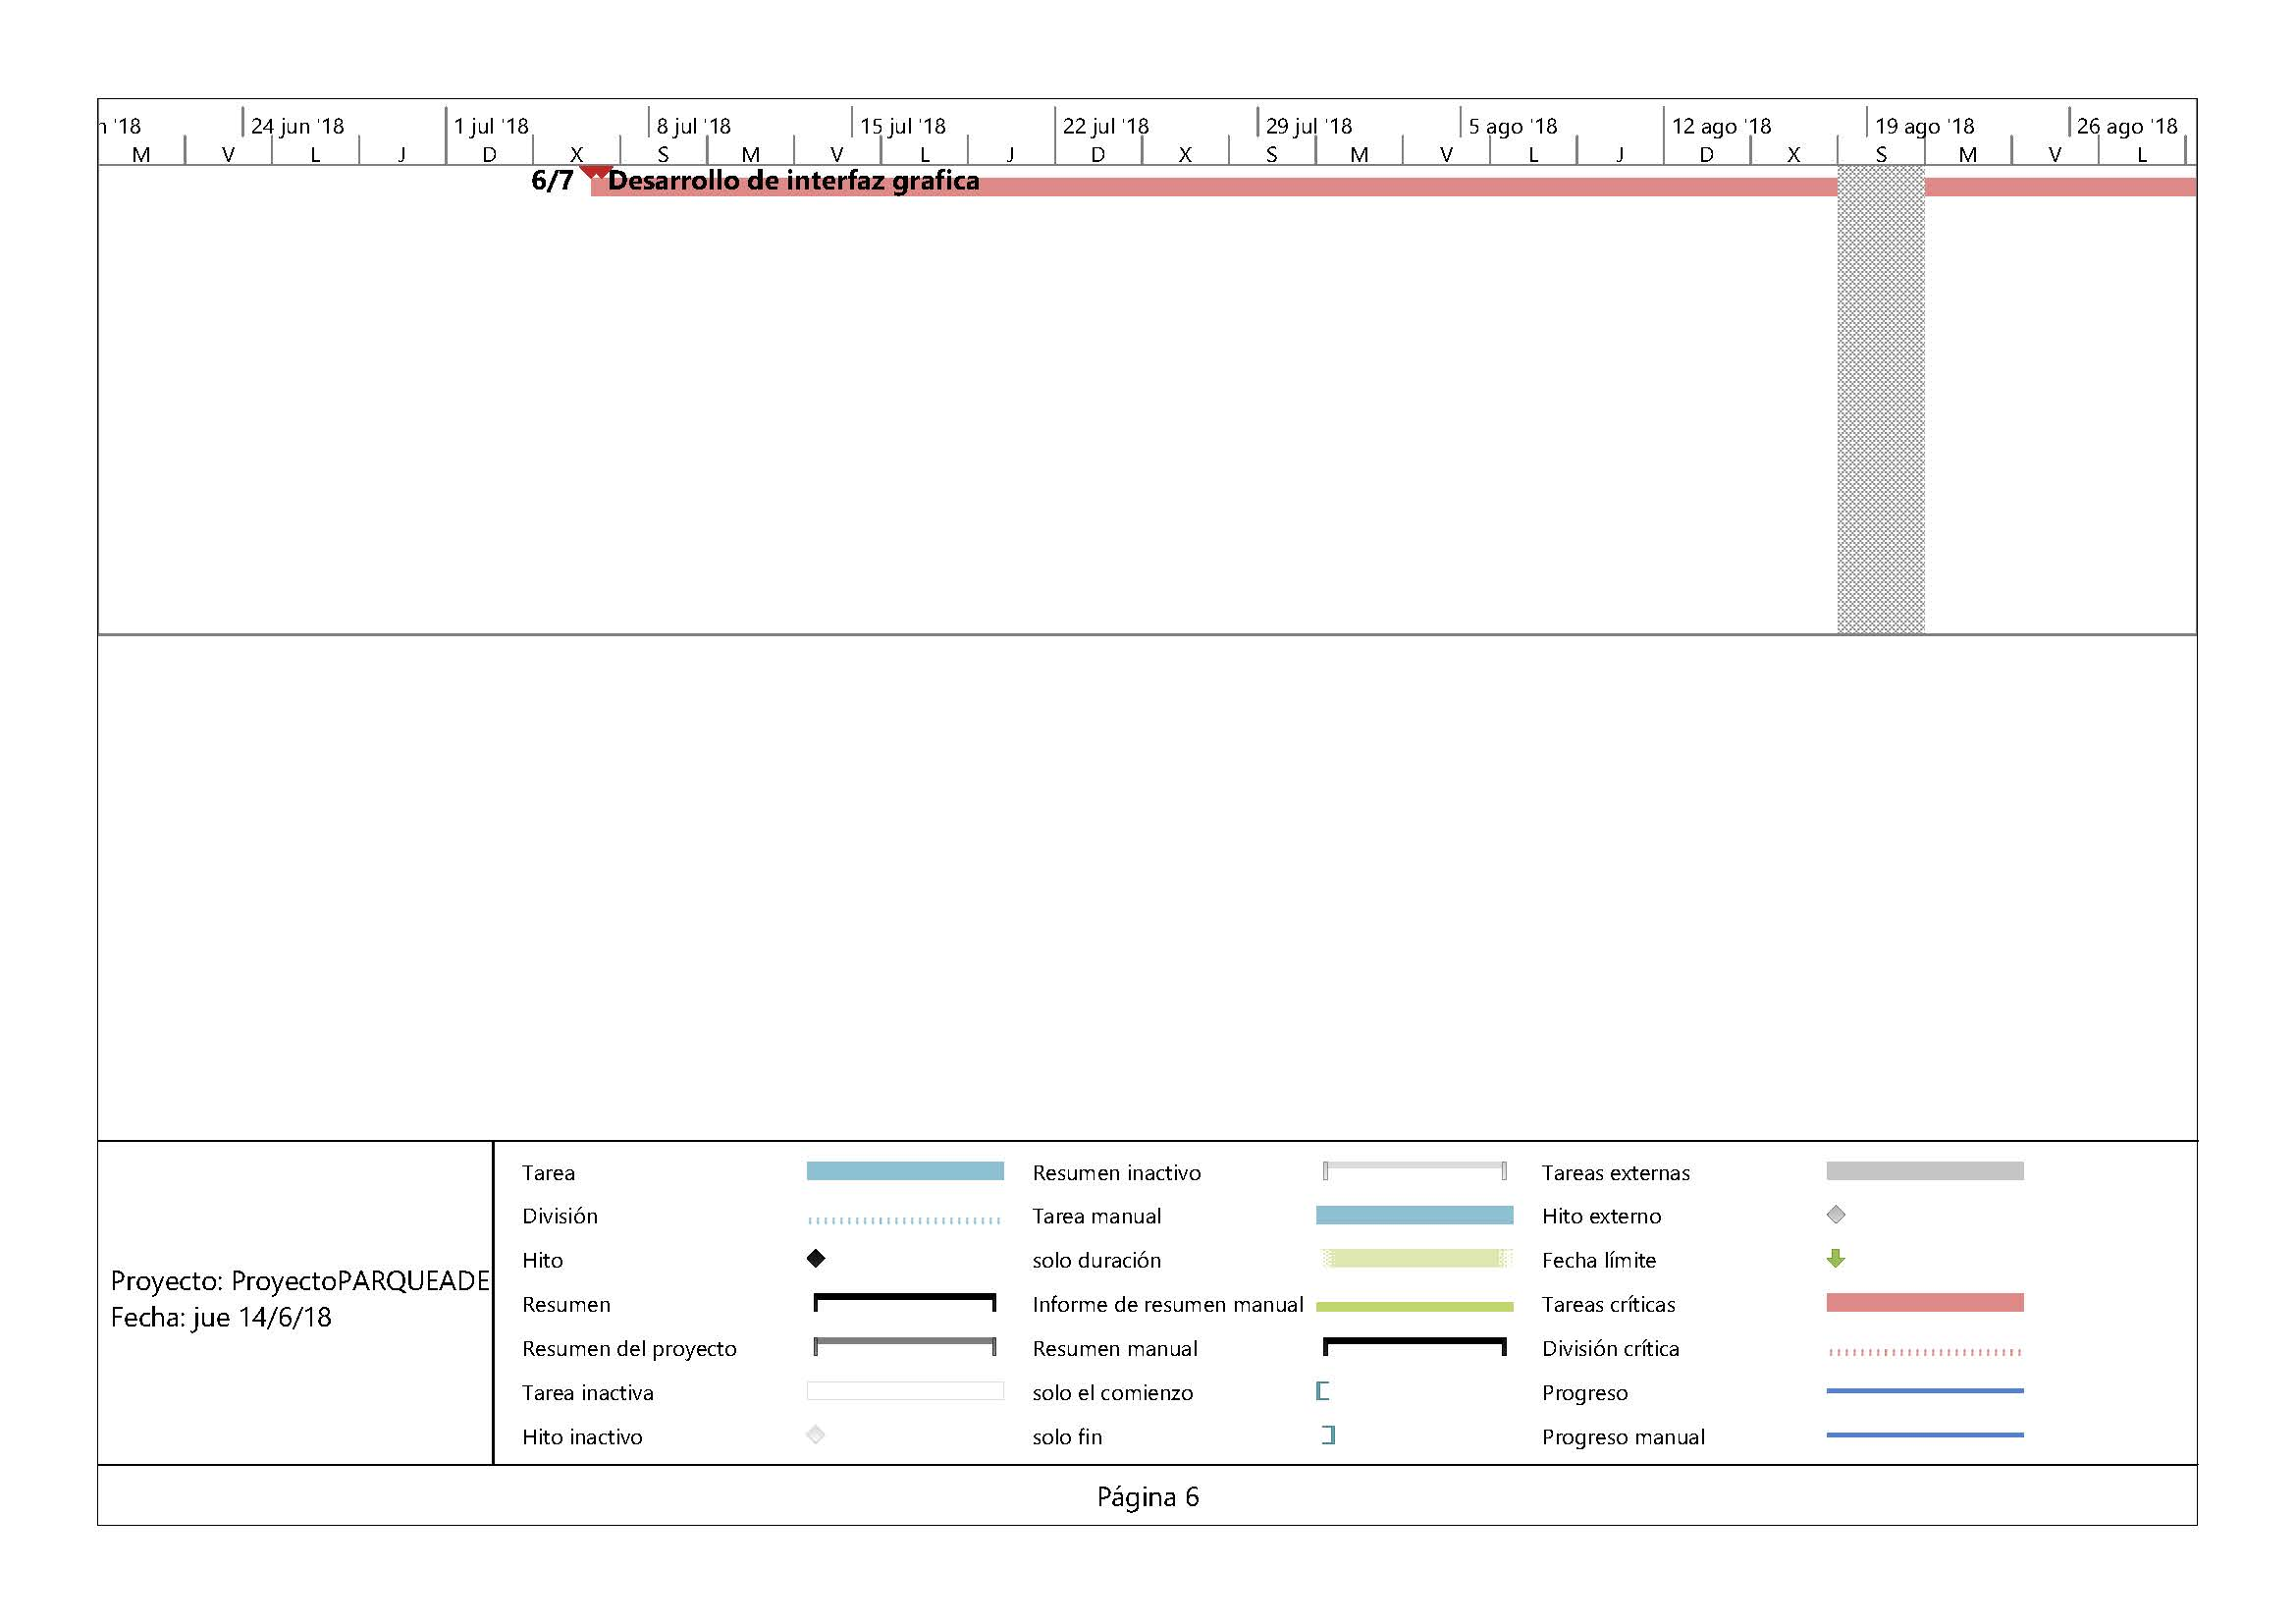 n '18 24 jun '18 1 jul '18 8 jul '18 15 jul '18 22 jul '18 29 jul '18 5 ago '18 12 ago '18 19 ago '18 26 ago '18
M V L J D X S M V L J D X S M V L J D X S M V L
6/7 Desarrollo de interfaz grafica
Proyecto: ProyectoPARQUEADE
Fecha: jue 14/6/18
Tarea
División
Hito
Resumen
Resumen del proyecto
Tarea inactiva
Hito inactivo
Resumen inactivo
Tarea manual
solo duración
Informe de resumen manual
Resumen manual
solo el comienzo
solo fin
Tareas externas
Hito externo
Fecha límite
Tareas críticas
División crítica
Progreso
Progreso manual
Página 6